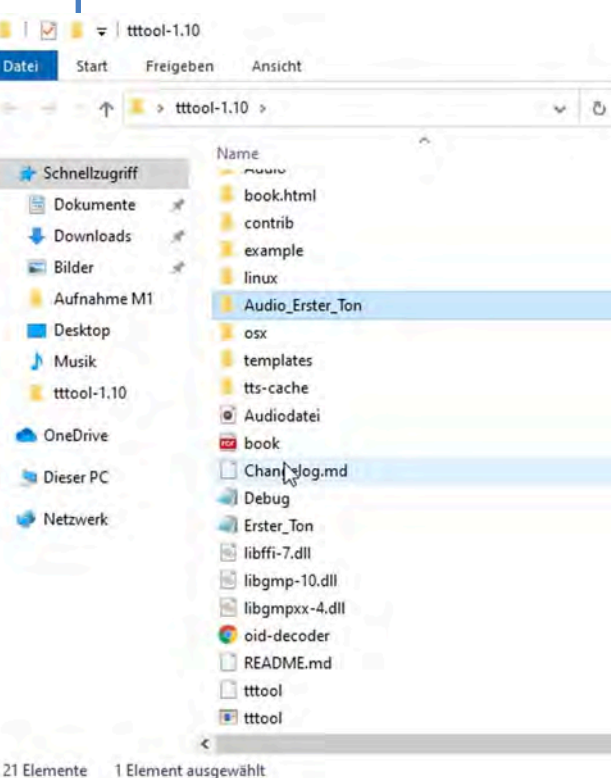 tttool-1.10
Datei Start Freigeben Ansicht
tttool-1.10
Name
Schnellzugriff
Dokumente
Downloads
Bilder
Aufnahme M1
Desktop
Musik
tttool-1.10
OneDrive
Dieser PC
Netzwerk
Audio
book.html
contrib
example
linux
Audio_Erster_Ton
osx
templates
tts-cache
Audiodatei
book
Changelog.md
Debug
Erster_Ton
libffi-7.dll
libgmp-10.dll
libgmpxx-4.dll
oid-decoder
README.md
tttool
tttool
21 Elemente 1 Element ausgewählt